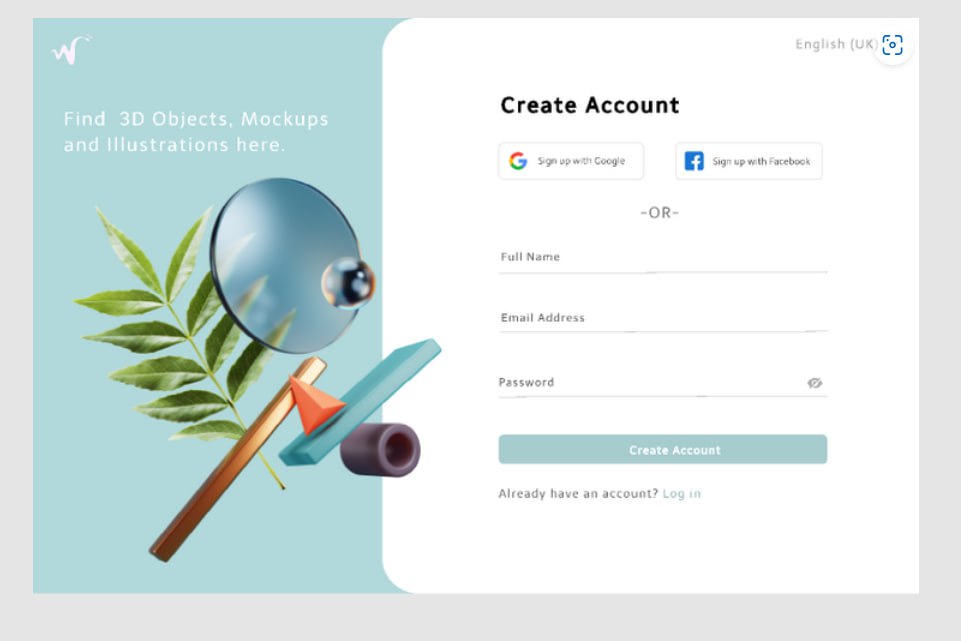 W
Find 3D Objects, Mockups
and Illustrations here.
English (UK)
Create Account
Sign up with Google
Sign up with Facebook
-OR-
Full Name
Email Address
Password
Create Account
Already have an account? Log in